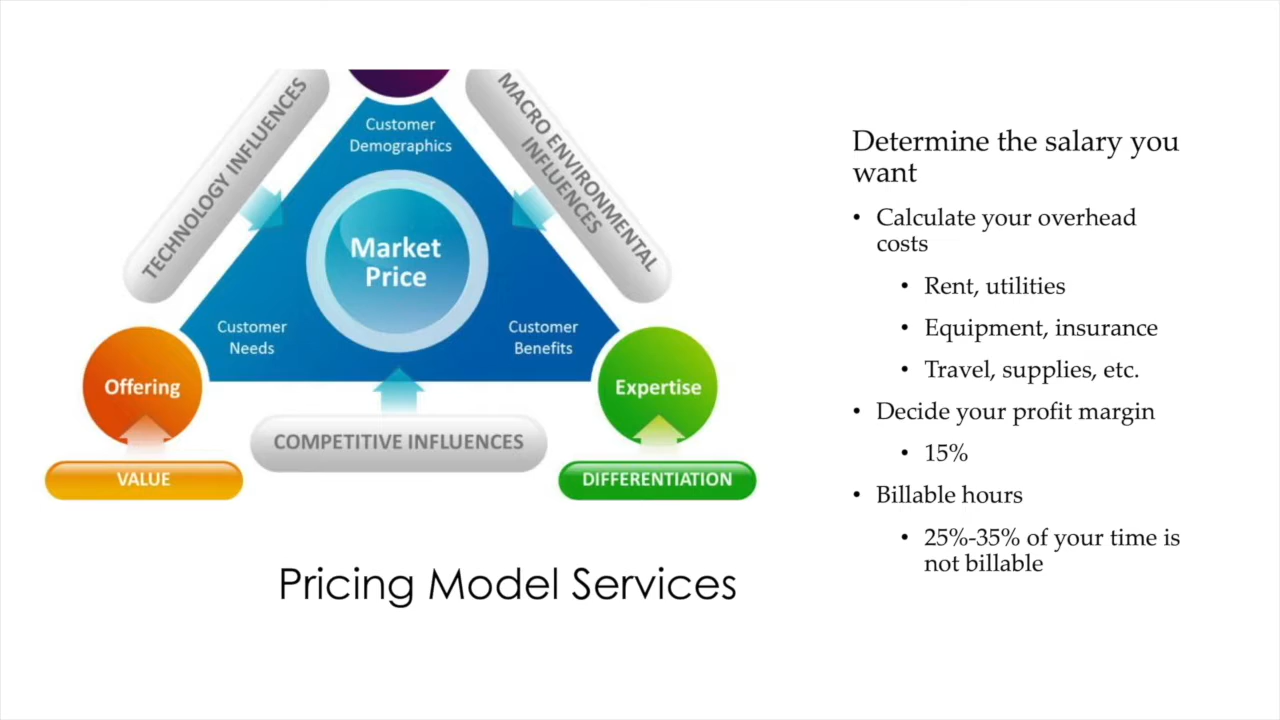 TECHNOLOGY INFLUENCES
MACRO ENVIRONMENTAL
INFLUENCES
Customer
Demographics
Market
Price
Customer
Needs
Customer
Benefits
Offering
Expertise
COMPETITIVE INFLUENCES
VALUE
DIFFERENTIATION
Pricing Model Services
Determine the salary you
want
• Calculate your overhead
costs
• Rent, utilities
• Equipment, insurance
• Travel, supplies, etc.
• Decide your profit margin
• 15%
• Billable hours
• 25%-35% of your time is
not billable